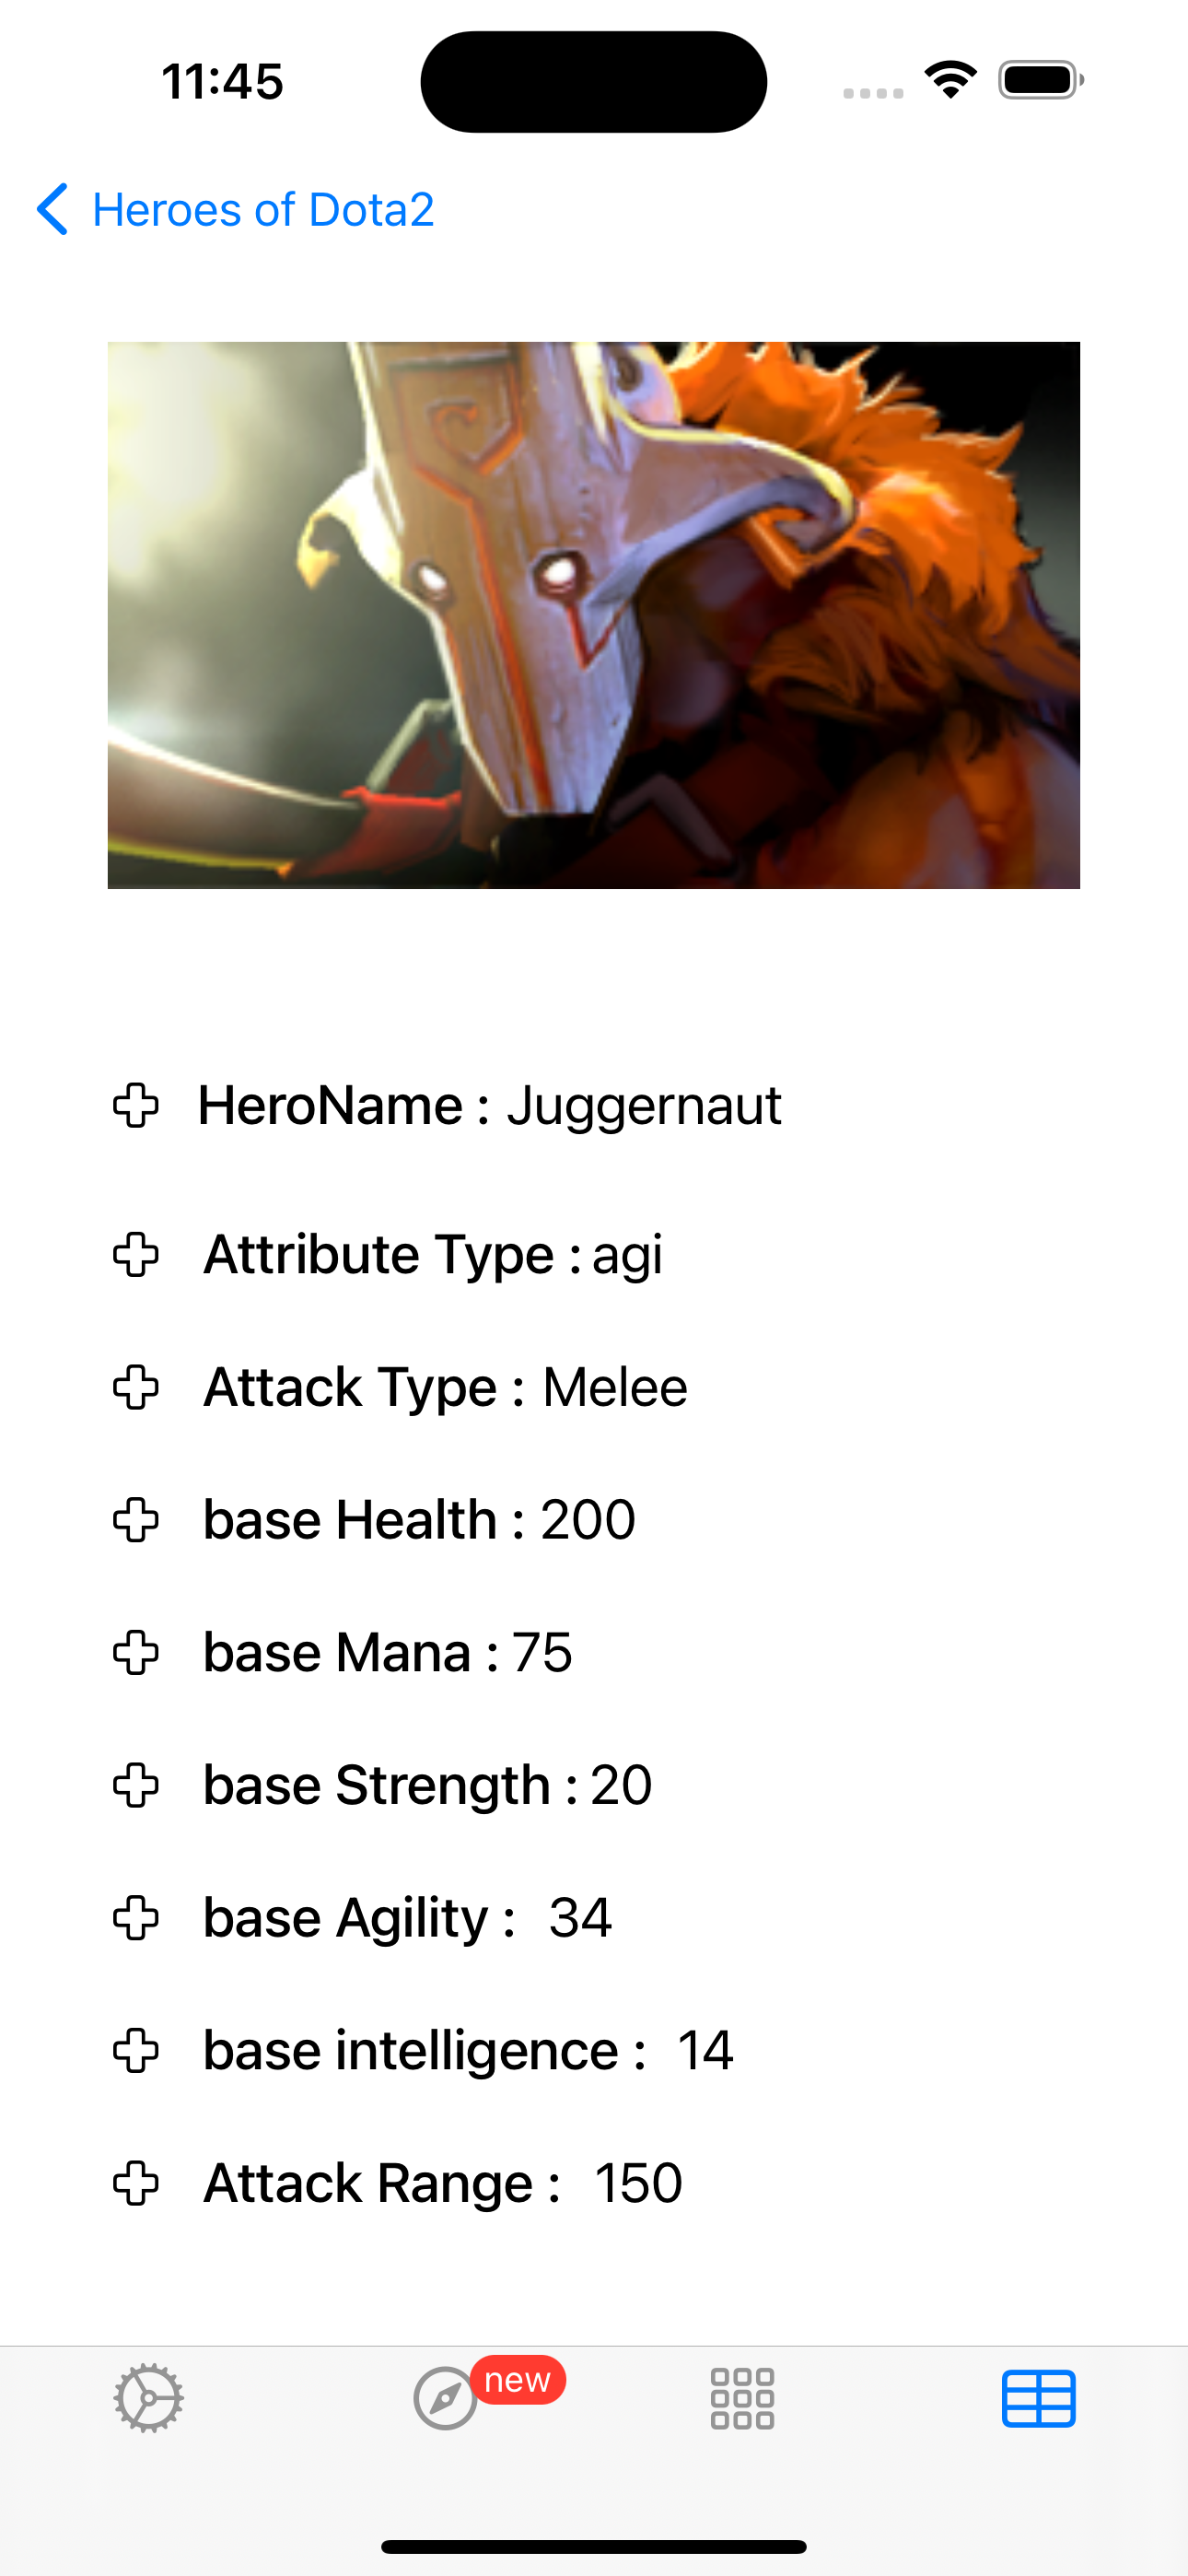 11:45
Heroes of Dota2
HeroName : Juggernaut
Attribute Type : agi
Attack Type : Melee
base Health : 200
base Mana : 75
base Strength : 20
base Agility : 34
base intelligence : 14
Attack Range : 150
new